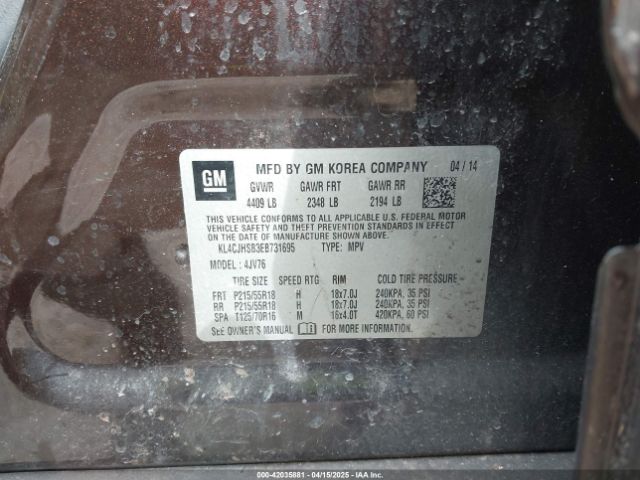 GM
MFD BY GM KOREA COMPANY 04 / 14
GVWR GAWR FRT GAWR RR
4409 LB 2348 LB 2194 LB
THIS VEHICLE CONFORMS TO ALL APPLICABLE U.S. FEDERAL MOTOR
VEHICLE SAFETY AND THEFT PREVENTION STANDARDS IN EFFECT ON
THE DATE OF MANUFACTURE SHOWN ABOVE.
KL4CJHSB3EB731695 TYPE: MPV
MODEL : 4JV76
TIRE SIZE SPEED RTG RIM COLD TIRE PRESSURE
FRT P215/55R18 H 18x7.0J 240KPA, 35 PSI
RR P215/55R18 H 18x7.0J 240KPA, 35 PSI
SPA T125/70R16 M 16x4.0T 420KPA, 60 PSI
SEE OWNER'S MANUAL FOR MORE INFORMATION.
000-42035881 - 04/15/2025 - COPYRIGHT © IAA, LLC.